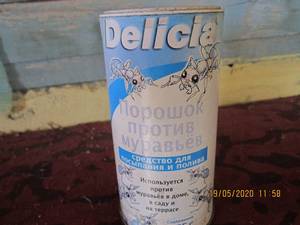 Delicia
Порошок
против
муравьёв
средство для
посыпания и полива
Используется
против
муравьёв в доме,
в саду и
на террасе
19/05/2020 11:58